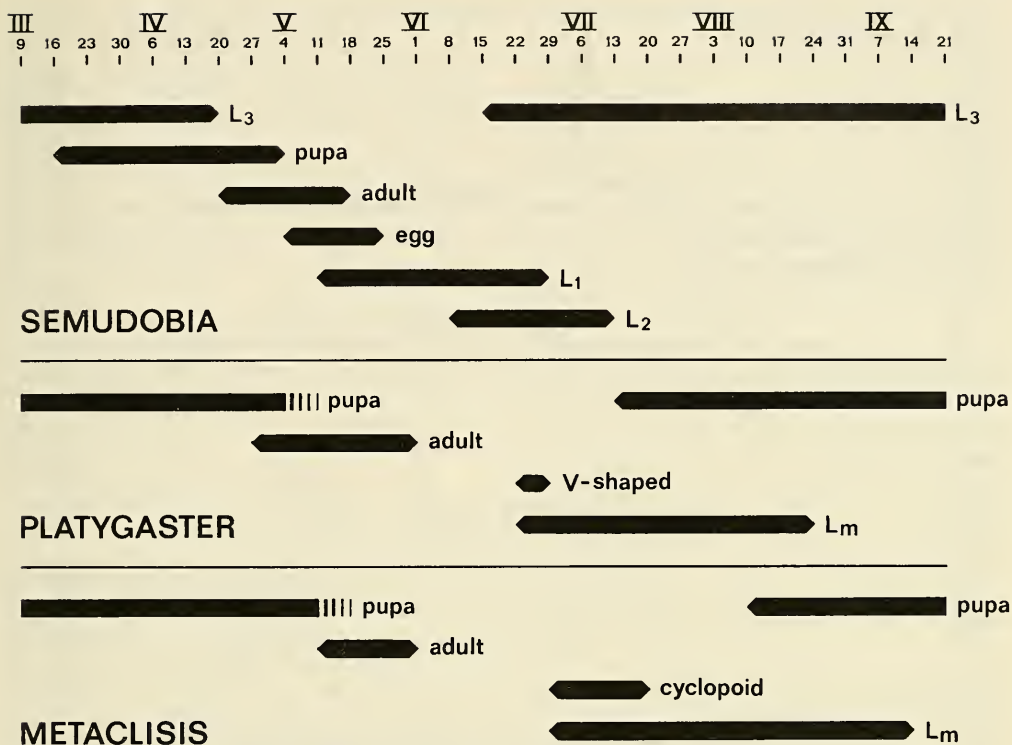 III IV V VI VII VIII IX
9 16 23 30 6 13 20 27 4 11 18 25 1 8 15 22 29 6 13 20 27 3 10 17 24 31 7 14 21
L3 L3
pupa
adult
egg
L1
SEMUDOBIA L2
pupa pupa
adult
V-shaped
PLATYGASTER Lm
pupa pupa
adult
cyclopoid
METACLISIS Lm